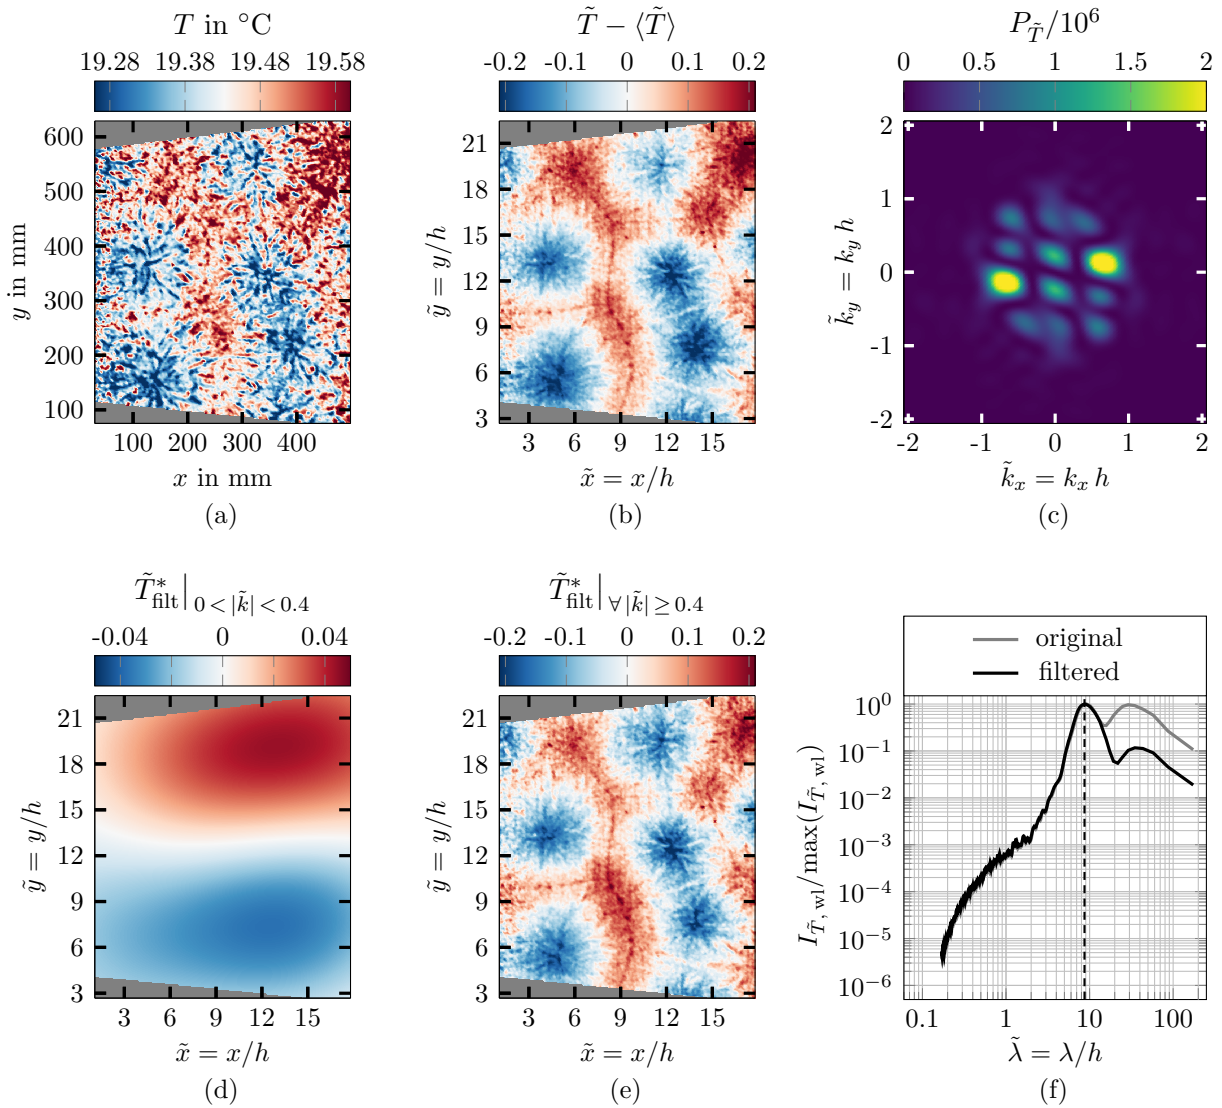 T in °C
19.28 19.38 19.48 19.58
600
500
400
300
200
100
y in mm
100 200 300 400
x in mm
(a)
T̃ − ⟨T̃⟩
-0.2 -0.1 0 0.1 0.2
21
18
15
12
9
6
3
ỹ = y/h
3 6 9 12 15
x̃ = x/h
(b)
P_T̃/10⁶
0 0.5 1 1.5 2
2
1
0
-1
-2
k̃_y = k_y h
-2 -1 0 1 2
k̃_x = k_x h
(c)
T̃*_filt|_0<|k̃|<0.4
-0.04 0 0.04
21
18
15
12
9
6
3
ỹ = y/h
3 6 9 12 15
x̃ = x/h
(d)
T̃*_filt|_∀|k̃|≥0.4
-0.2 -0.1 0 0.1 0.2
21
18
15
12
9
6
3
ỹ = y/h
3 6 9 12 15
x̃ = x/h
(e)
original
filtered
10⁰
10⁻¹
10⁻²
10⁻³
10⁻⁴
10⁻⁵
10⁻⁶
I_T̃, wl/max(I_T̃, wl)
0.1 1 10 100
λ̃ = λ/h
(f)